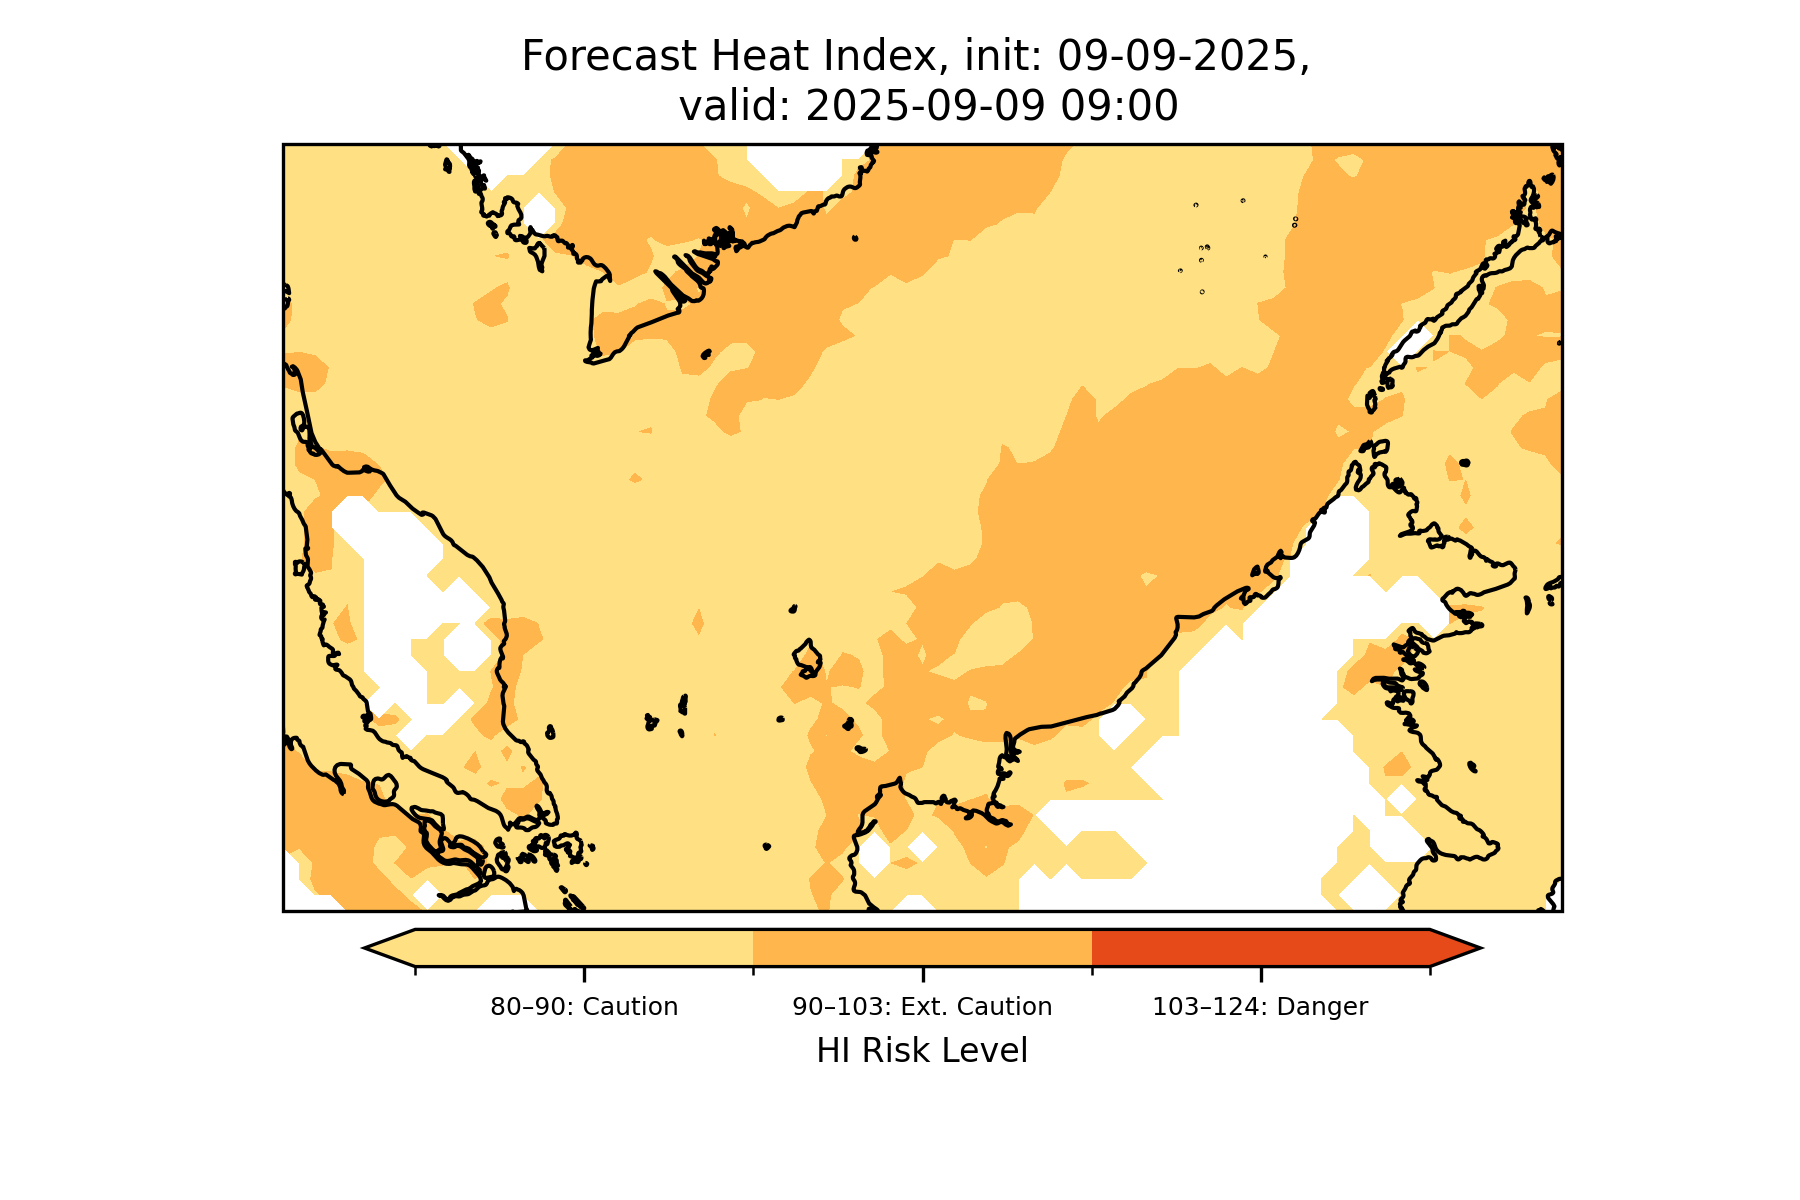 Forecast Heat Index, init: 09-09-2025,
valid: 2025-09-09 09:00
80–90: Caution
90–103: Ext. Caution
103–124: Danger
HI Risk Level